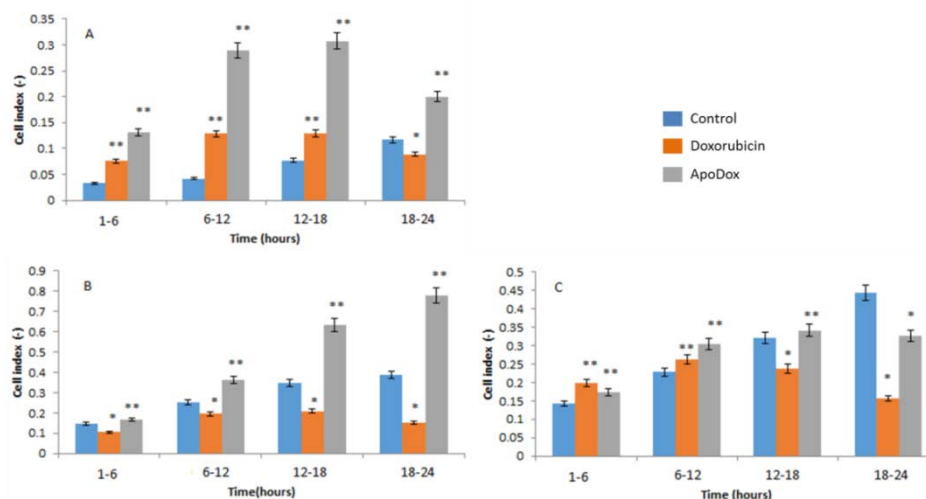 A
Cell index (-)
0.35
0.3
0.25
0.2
0.15
0.1
0.05
0
** ** ** ** ** ** * **
1-6 6-12 12-18 18-24
Time (hours)
Control
Doxorubicin
ApoDox
B
Cell index (-)
0.9
0.8
0.7
0.6
0.5
0.4
0.3
0.2
0.1
0
* ** * ** * ** * **
1-6 6-12 12-18 18-24
Time(hours)
C
Cell index (-)
0.5
0.45
0.4
0.35
0.3
0.25
0.2
0.15
0.1
0.05
0
** ** ** ** * ** * *
1-6 6-12 12-18 18-24
Time (hours)